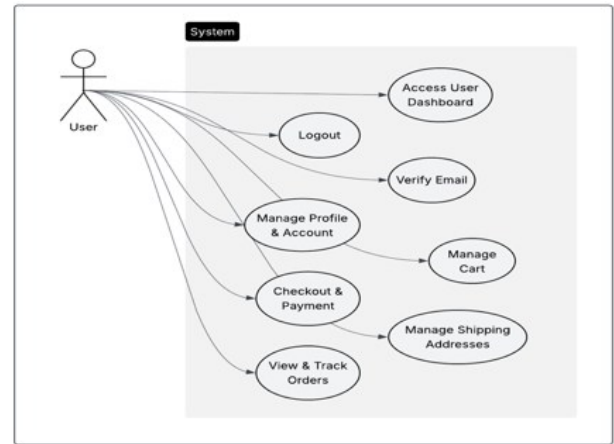 System
User
Access User
Dashboard
Logout
Verify Email
Manage Profile
& Account
Manage
Cart
Checkout &
Payment
Manage Shipping
Addresses
View & Track
Orders